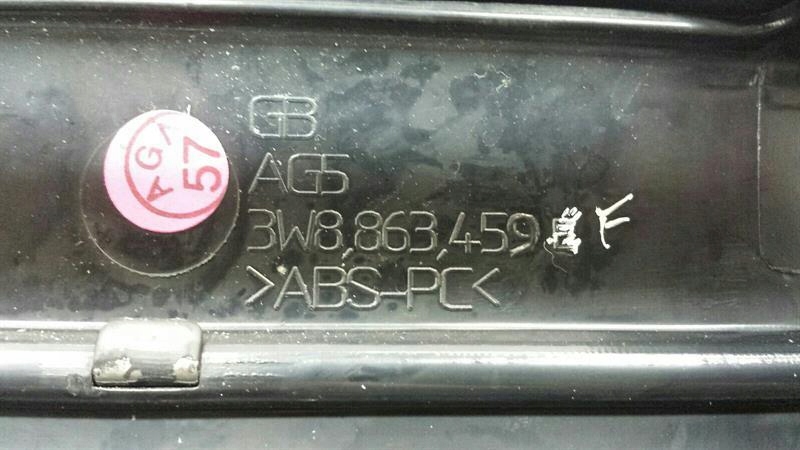 GB
AG5
3W8,863,459 E F
>ABS-PC<
AG/
57